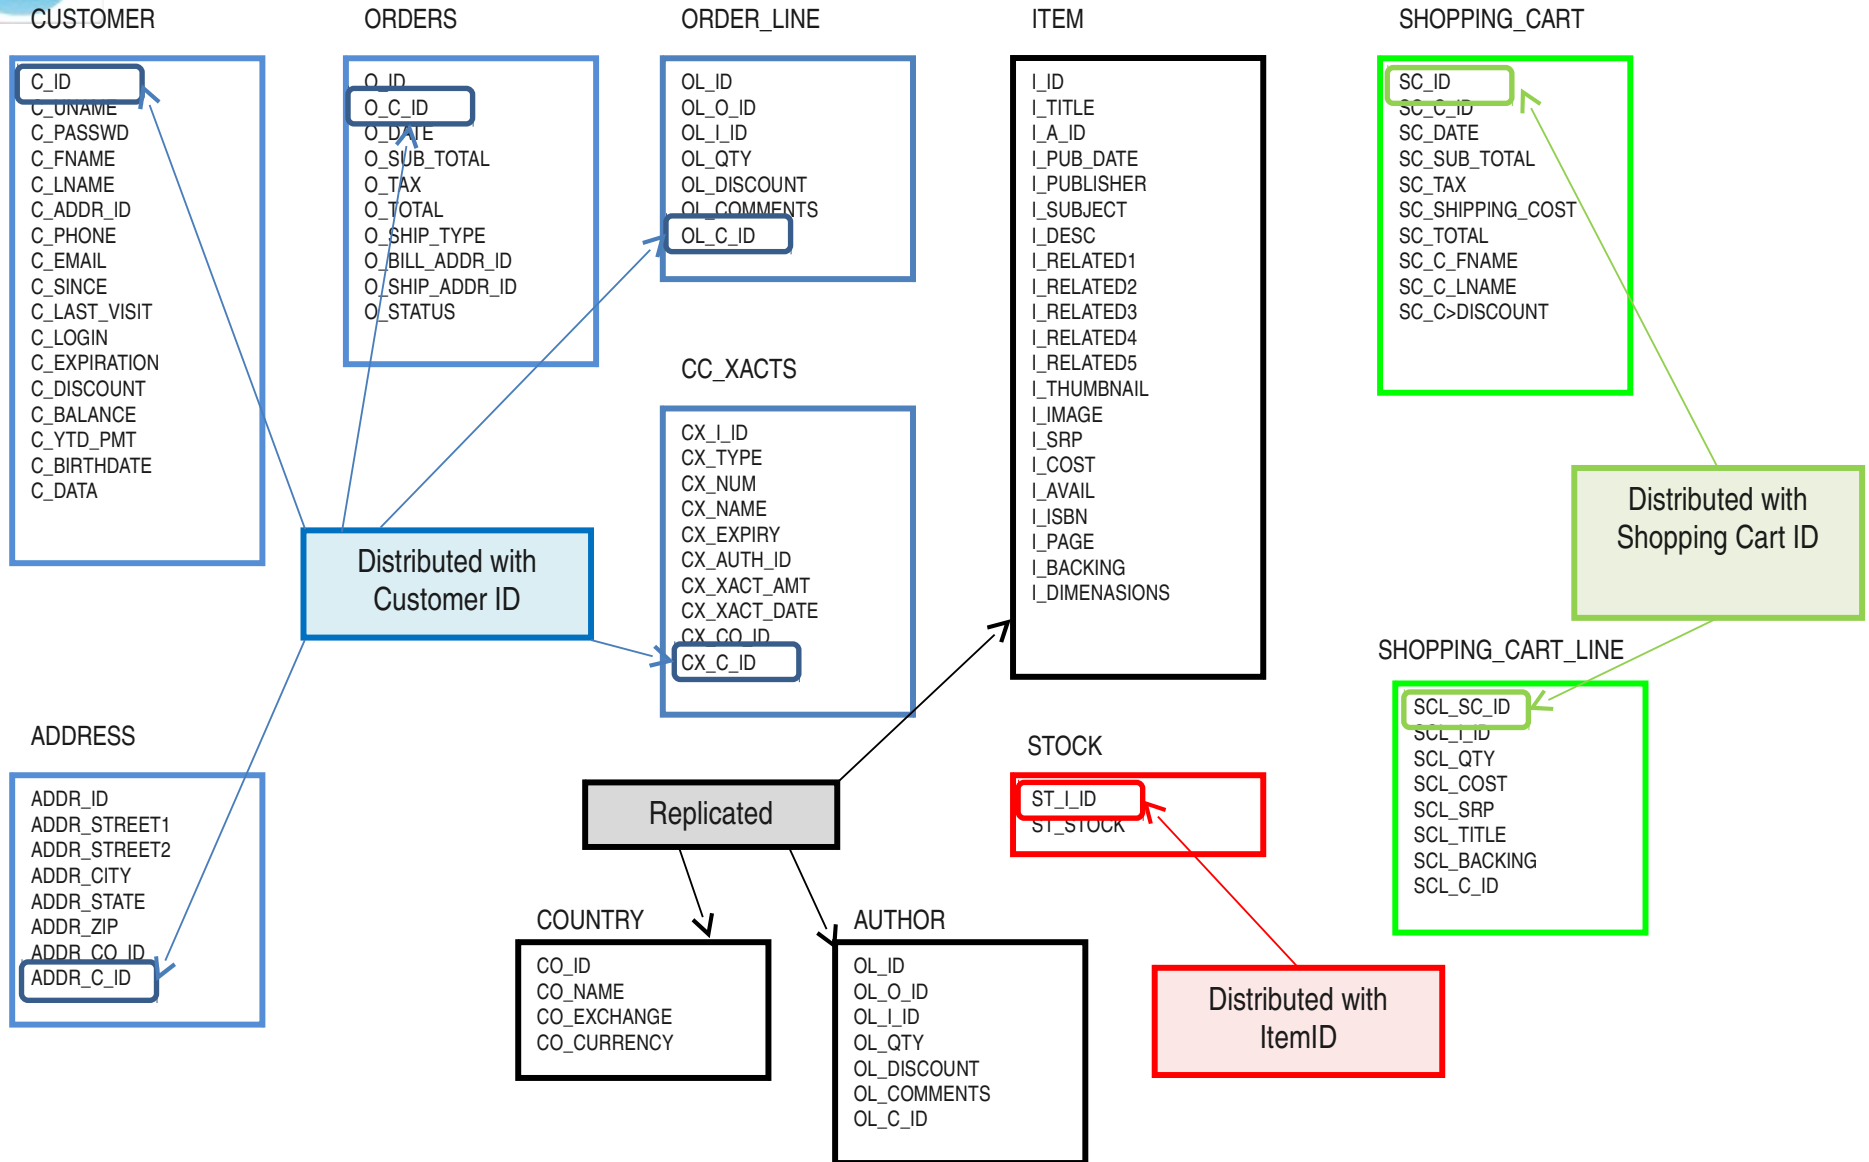 CUSTOMER
C_ID
C_UNAME
C_PASSWD
C_FNAME
C_LNAME
C_ADDR_ID
C_PHONE
C_EMAIL
C_SINCE
C_LAST_VISIT
C_LOGIN
C_EXPIRATION
C_DISCOUNT
C_BALANCE
C_YTD_PMT
C_BIRTHDATE
C_DATA
ORDERS
O_ID
O_C_ID
O_DATE
O_SUB_TOTAL
O_TAX
O_TOTAL
O_SHIP_TYPE
O_BILL_ADDR_ID
O_SHIP_ADDR_ID
O_STATUS
ORDER_LINE
OL_ID
OL_O_ID
OL_I_ID
OL_QTY
OL_DISCOUNT
OL_COMMENTS
OL_C_ID
CC_XACTS
CX_I_ID
CX_TYPE
CX_NUM
CX_NAME
CX_EXPIRY
CX_AUTH_ID
CX_XACT_AMT
CX_XACT_DATE
CX_CO_ID
CX_C_ID
ITEM
I_ID
I_TITLE
I_A_ID
I_PUB_DATE
I_PUBLISHER
I_SUBJECT
I_DESC
I_RELATED1
I_RELATED2
I_RELATED3
I_RELATED4
I_RELATED5
I_THUMBNAIL
I_IMAGE
I_SRP
I_COST
I_AVAIL
I_ISBN
I_PAGE
I_BACKING
I_DIMENASIONS
SHOPPING_CART
SC_ID
SC_C_ID
SC_DATE
SC_SUB_TOTAL
SC_TAX
SC_SHIPPING_COST
SC_TOTAL
SC_C_FNAME
SC_C_LNAME
SC_C>DISCOUNT
Distributed with
Customer ID
Distributed with
Shopping Cart ID
ADDRESS
ADDR_ID
ADDR_STREET1
ADDR_STREET2
ADDR_CITY
ADDR_STATE
ADDR_ZIP
ADDR_CO_ID
ADDR_C_ID
Replicated
COUNTRY
CO_ID
CO_NAME
CO_EXCHANGE
CO_CURRENCY
AUTHOR
OL_ID
OL_O_ID
OL_I_ID
OL_QTY
OL_DISCOUNT
OL_COMMENTS
OL_C_ID
STOCK
ST_I_ID
ST_STOCK
Distributed with
ItemID
SHOPPING_CART_LINE
SCL_SC_ID
SCL_I_ID
SCL_QTY
SCL_COST
SCL_SRP
SCL_TITLE
SCL_BACKING
SCL_C_ID